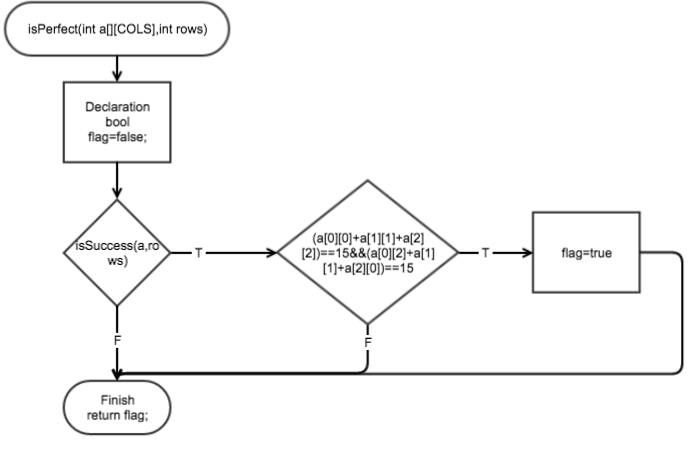 isPerfect(int a[][COLS],int rows)
Declaration
bool
flag=false;
isSuccess(a,ro
ws)
T
(a[0][0]+a[1][1]+a[2]
[2])==15&&(a[0][2]+a[1]
[1]+a[2][0])==15
T
flag=true
F
F
Finish
return flag;